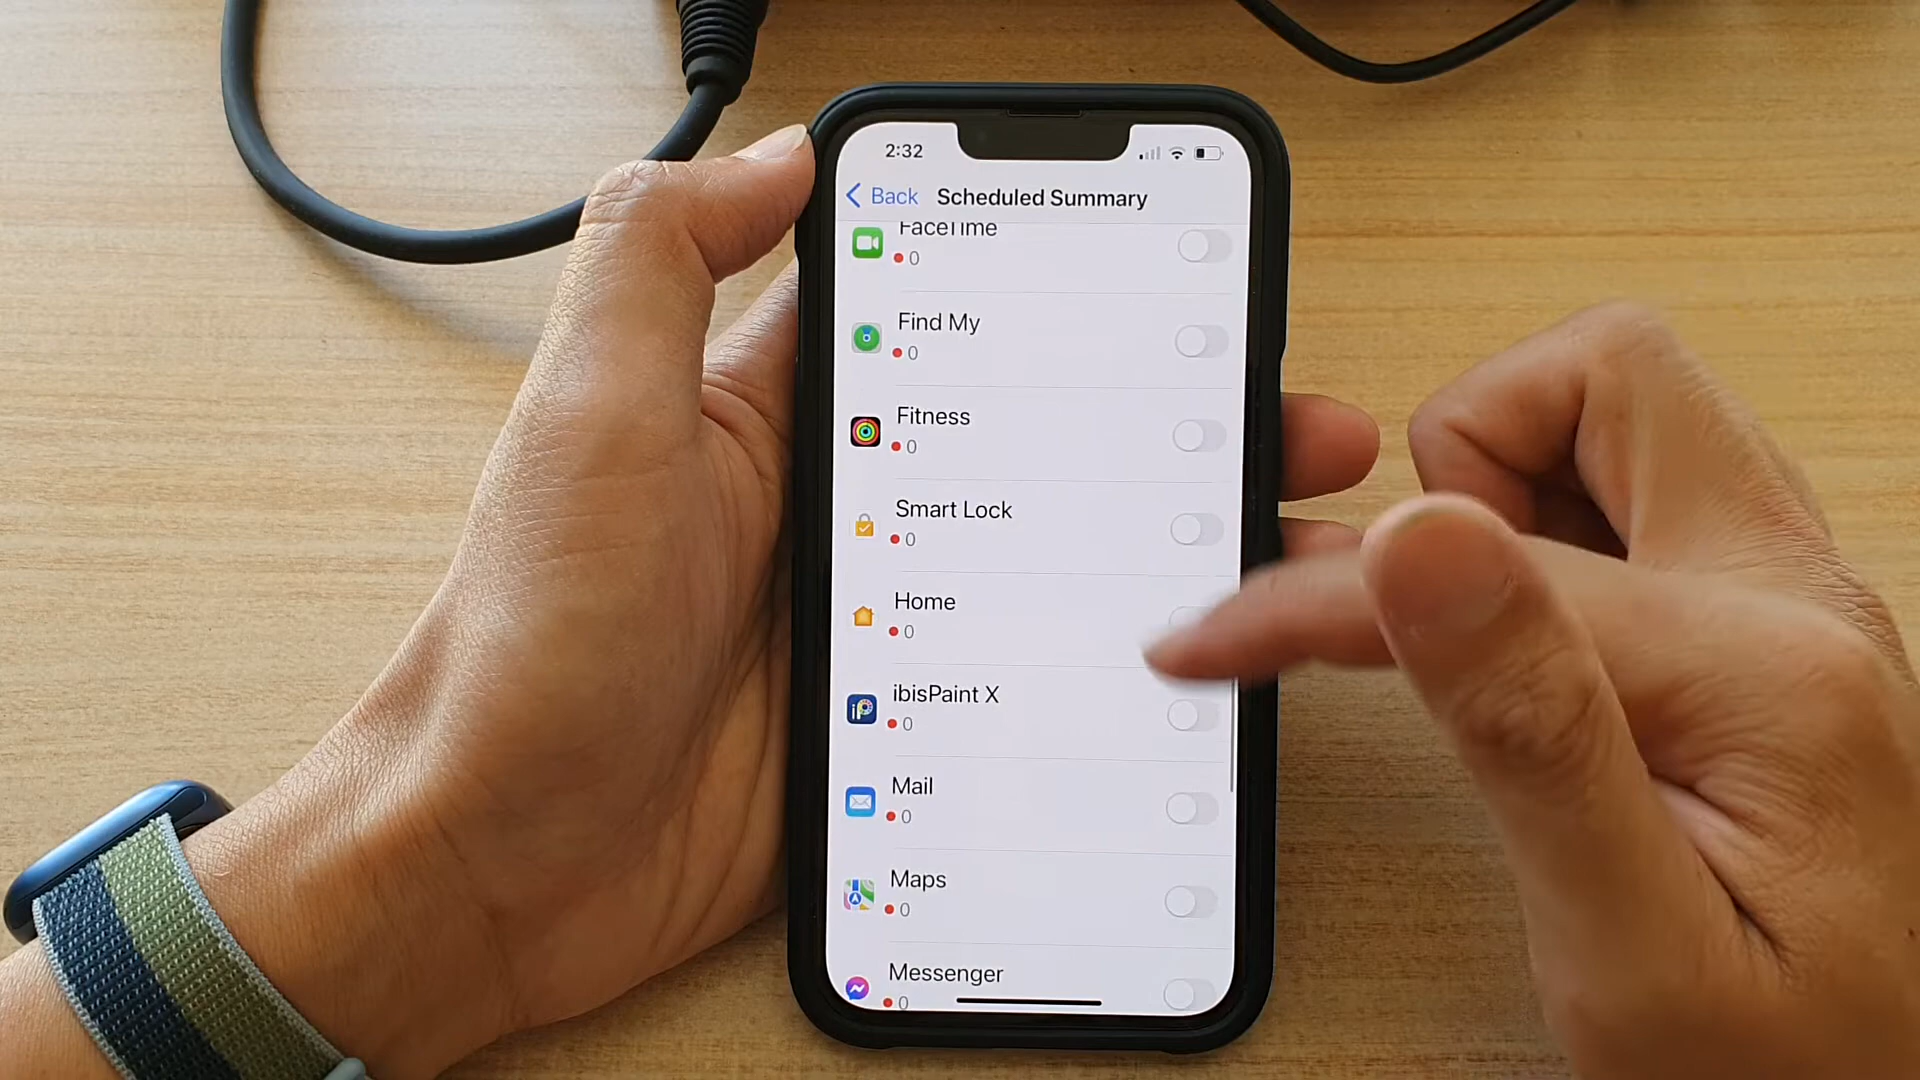 2:32
Back Scheduled Summary
FaceTime
0
Find My
0
Fitness
0
Smart Lock
0
Home
0
ibisPaint X
0
Mail
0
Maps
0
Messenger
0